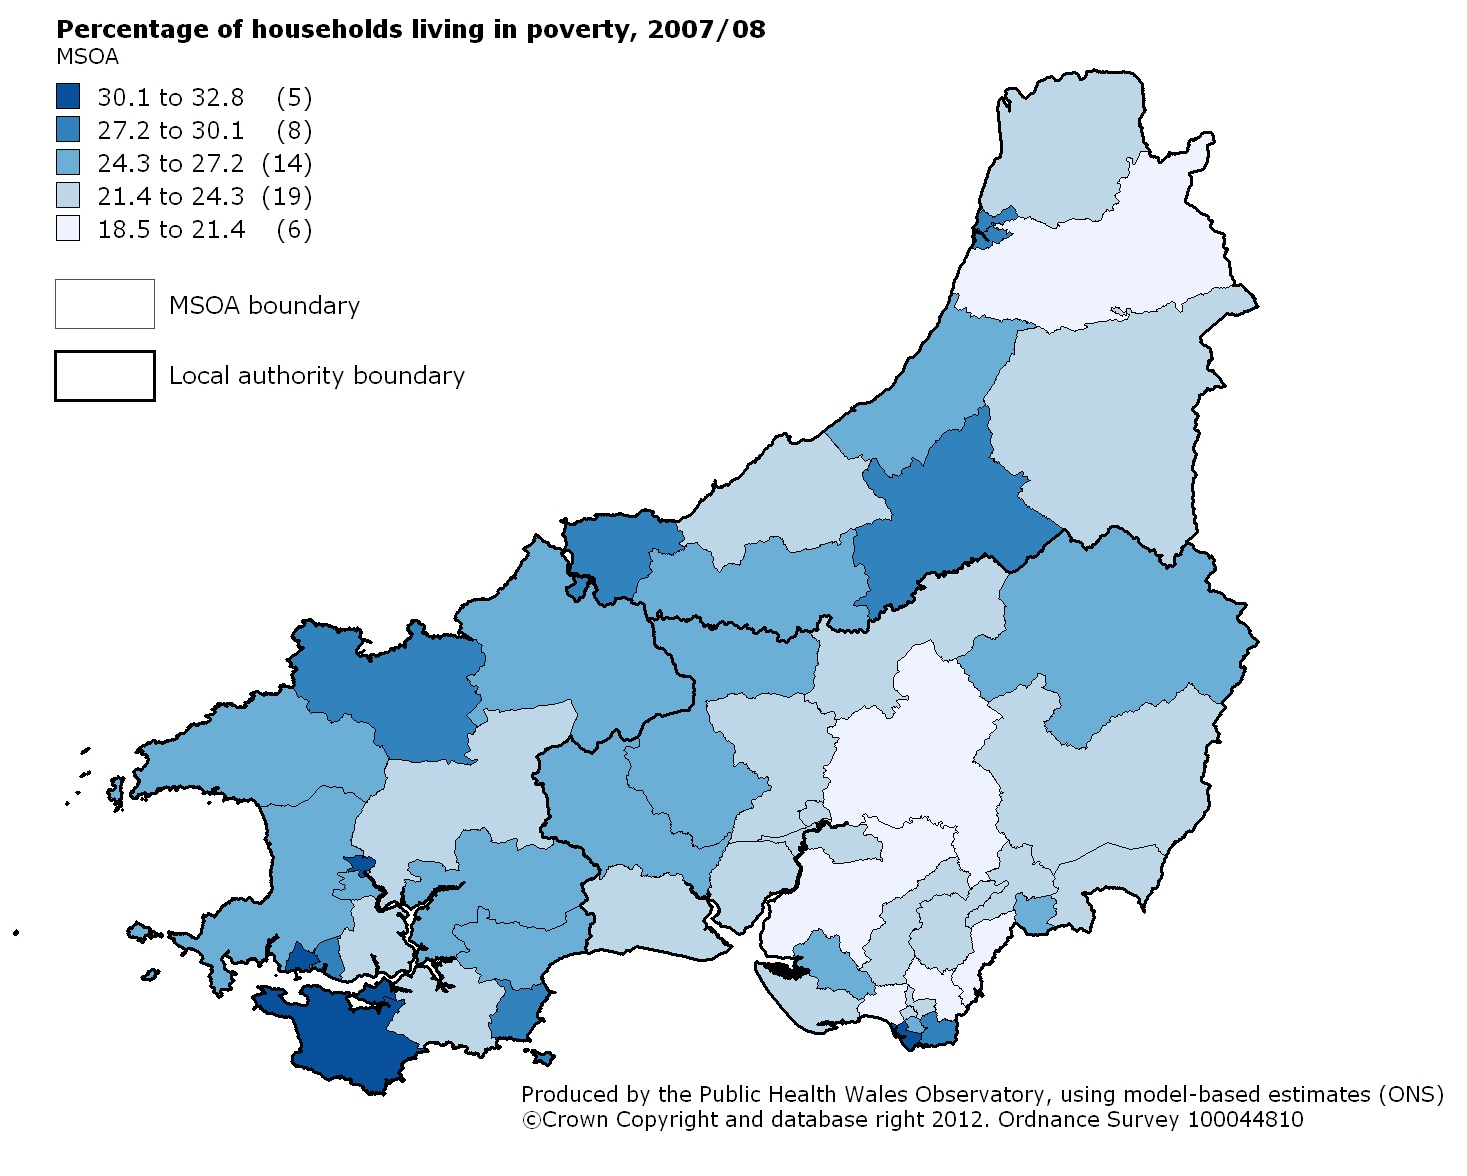 Percentage of households living in poverty, 2007/08
MSOA
30.1 to 32.8 (5)
27.2 to 30.1 (8)
24.3 to 27.2 (14)
21.4 to 24.3 (19)
18.5 to 21.4 (6)
MSOA boundary
Local authority boundary
Produced by the Public Health Wales Observatory, using model-based estimates (ONS)
©Crown Copyright and database right 2012. Ordnance Survey 100044810